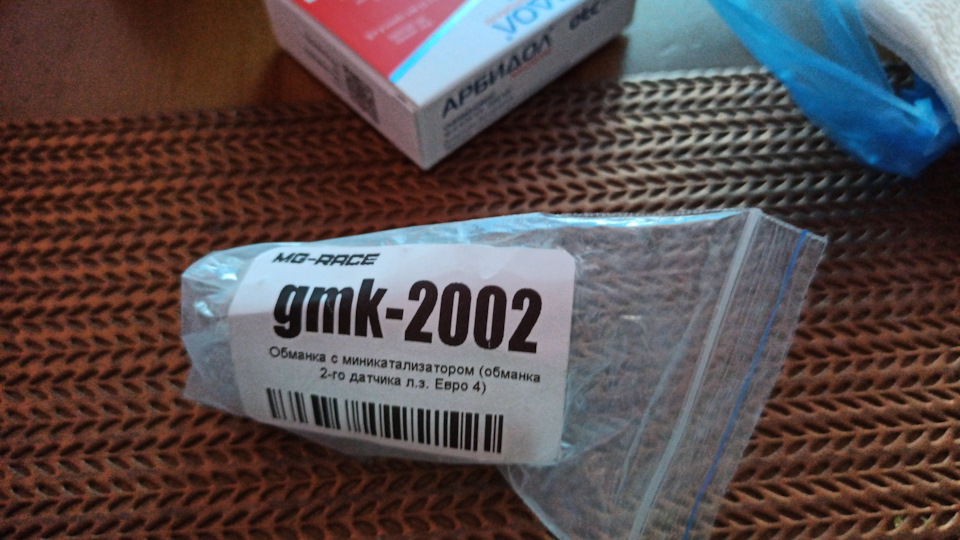 АРБИДОЛ
MG-RACE
gmk-2002
Обманка с миникатализатором (обманка
2-го датчика л.з. Евро 4)